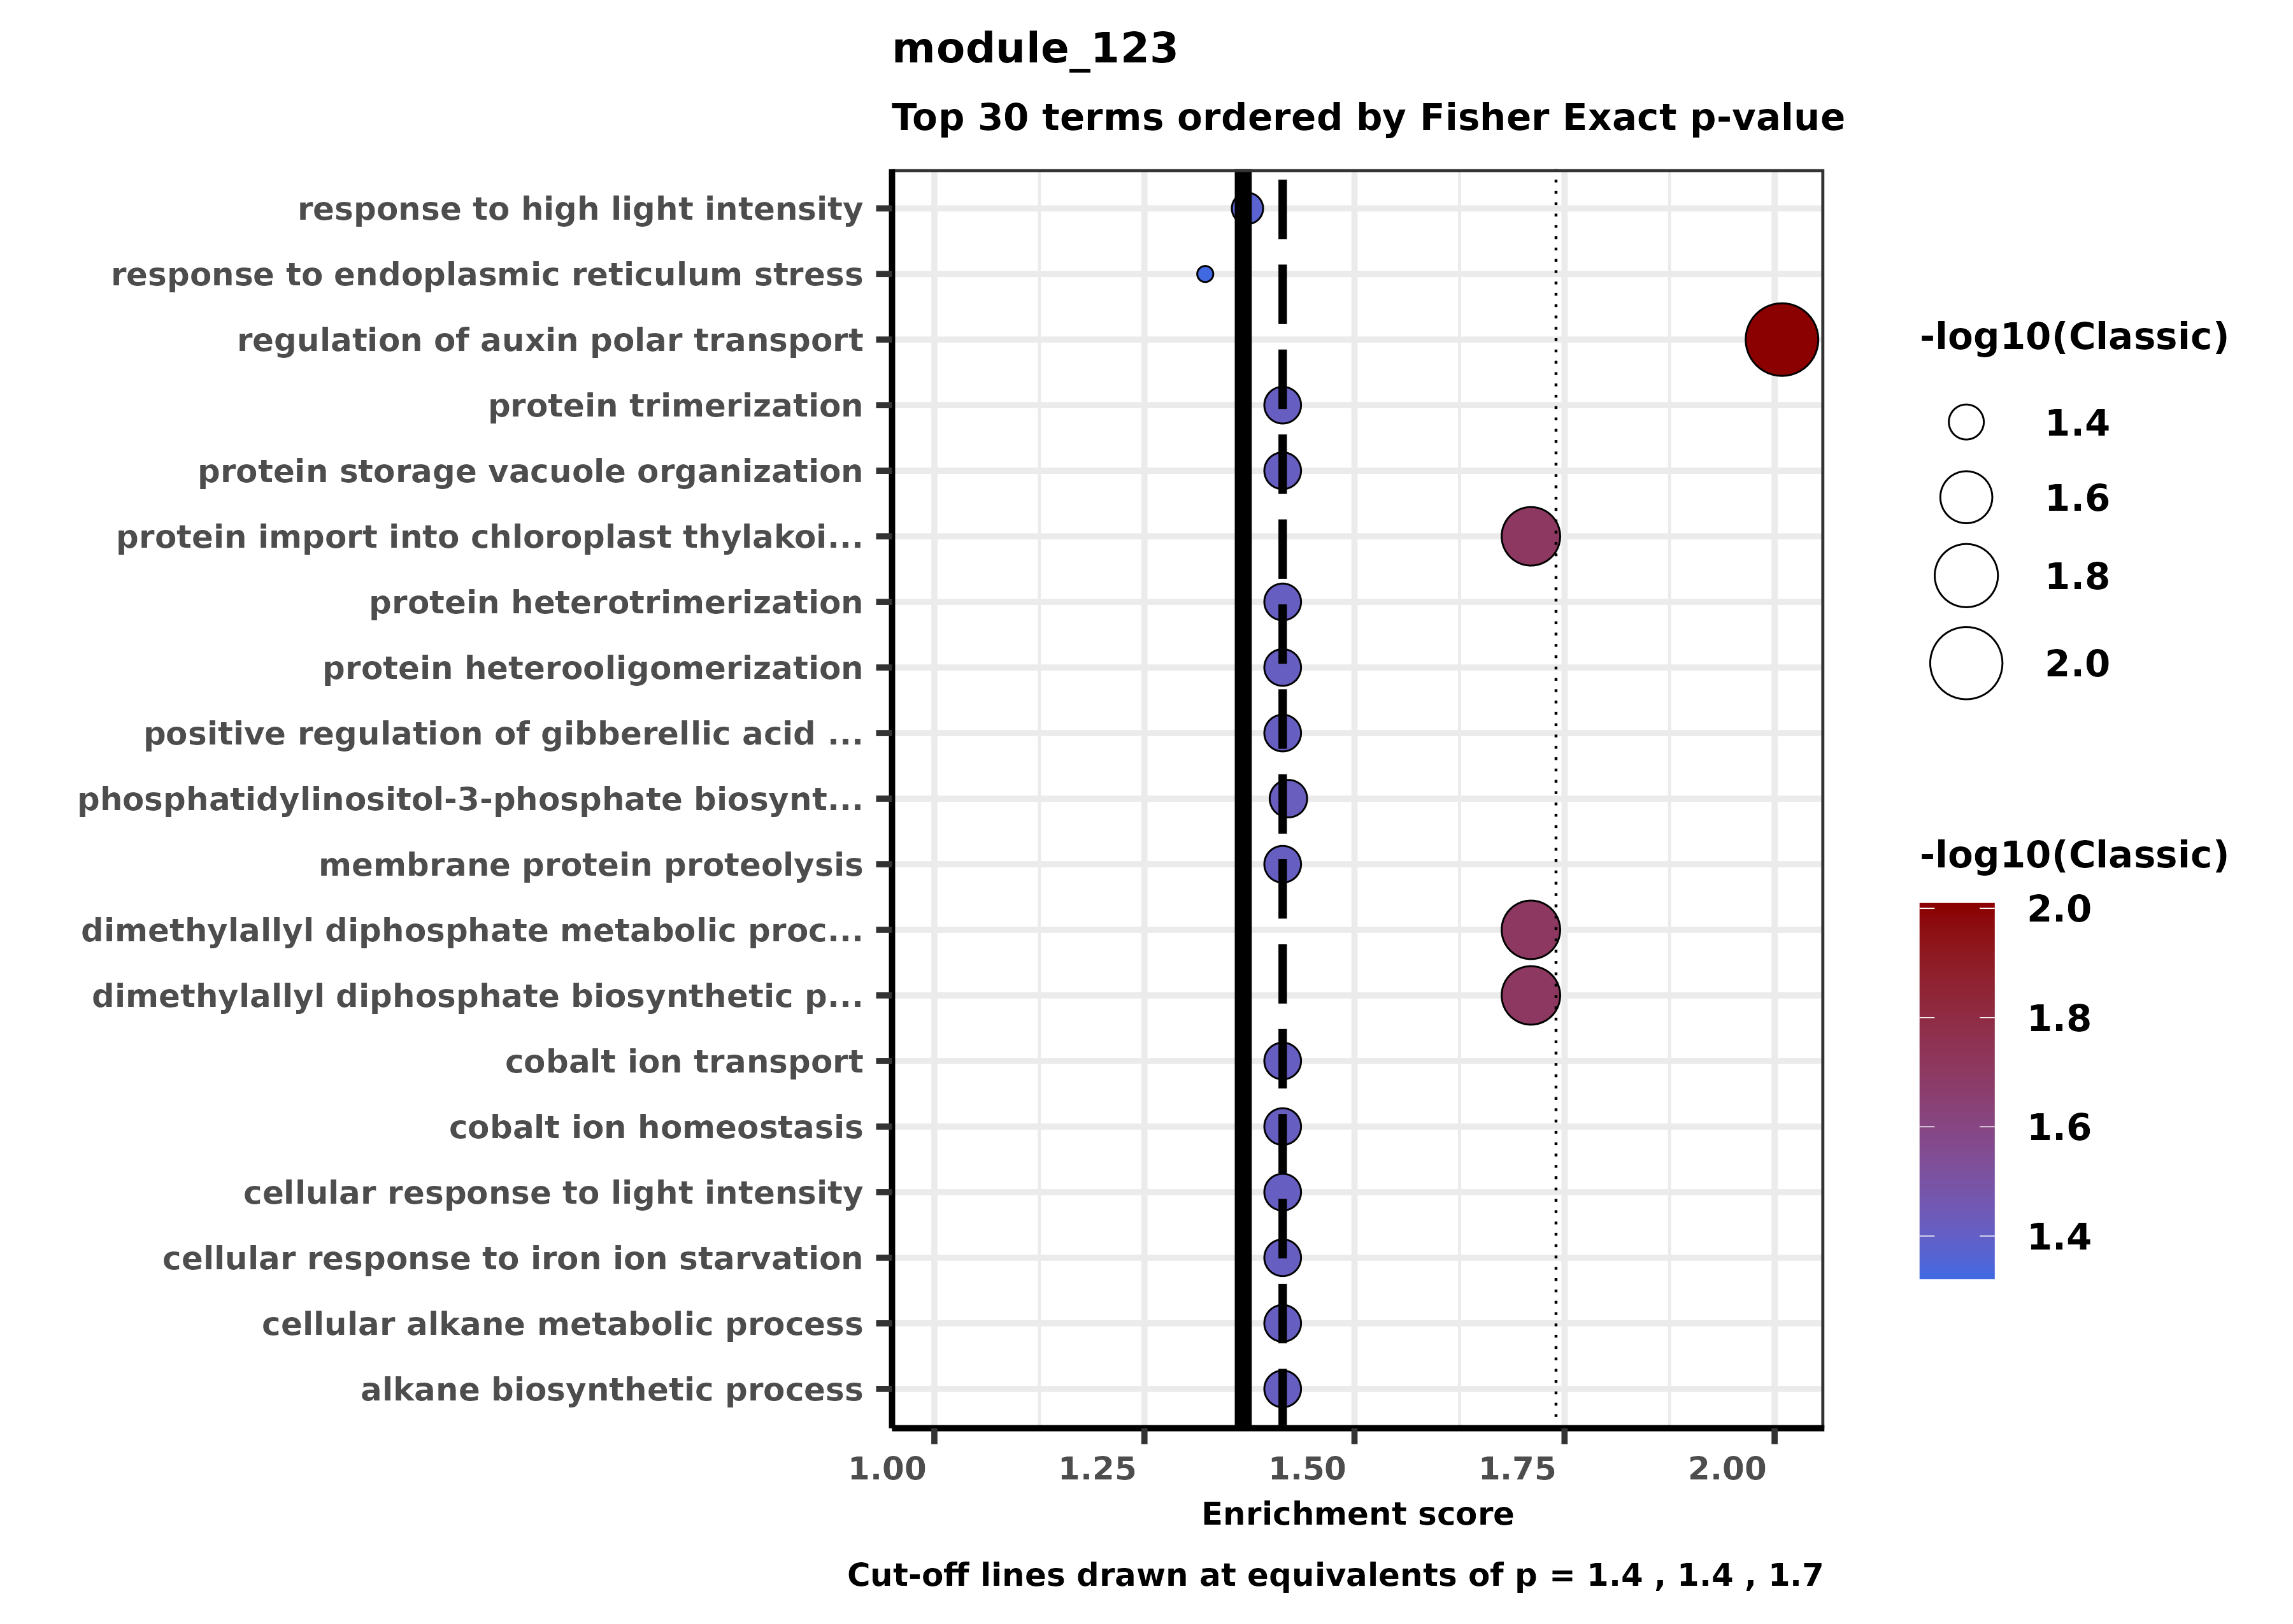 module_123
Top 30 terms ordered by Fisher Exact p-value
response to high light intensity
response to endoplasmic reticulum stress
regulation of auxin polar transport
protein trimerization
protein storage vacuole organization
protein import into chloroplast thylakoi...
protein heterotrimerization
protein heterooligomerization
positive regulation of gibberellic acid ...
phosphatidylinositol-3-phosphate biosynt...
membrane protein proteolysis
dimethylallyl diphosphate metabolic proc...
dimethylallyl diphosphate biosynthetic p...
cobalt ion transport
cobalt ion homeostasis
cellular response to light intensity
cellular response to iron ion starvation
cellular alkane metabolic process
alkane biosynthetic process
1.00 1.25 1.50 1.75 2.00
Enrichment score
Cut-off lines drawn at equivalents of p = 1.4 , 1.4 , 1.7
-log10(Classic)
1.4
1.6
1.8
2.0
-log10(Classic)
2.0
1.8
1.6
1.4